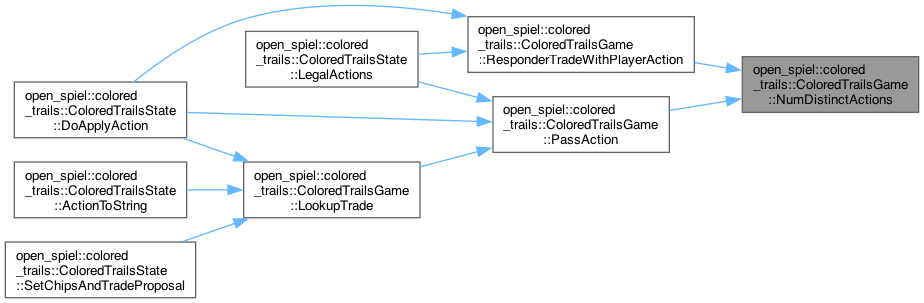 open_spiel::colored
_trails::ColoredTrailsGame
::ResponderTradeWithPlayerAction
open_spiel::colored
_trails::ColoredTrailsState
::LegalActions
open_spiel::colored
_trails::ColoredTrailsGame
::NumDistinctActions
open_spiel::colored
_trails::ColoredTrailsState
::DoApplyAction
open_spiel::colored
_trails::ColoredTrailsGame
::PassAction
open_spiel::colored
_trails::ColoredTrailsState
::ActionToString
open_spiel::colored
_trails::ColoredTrailsGame
::LookupTrade
open_spiel::colored
_trails::ColoredTrailsState
::SetChipsAndTradeProposal